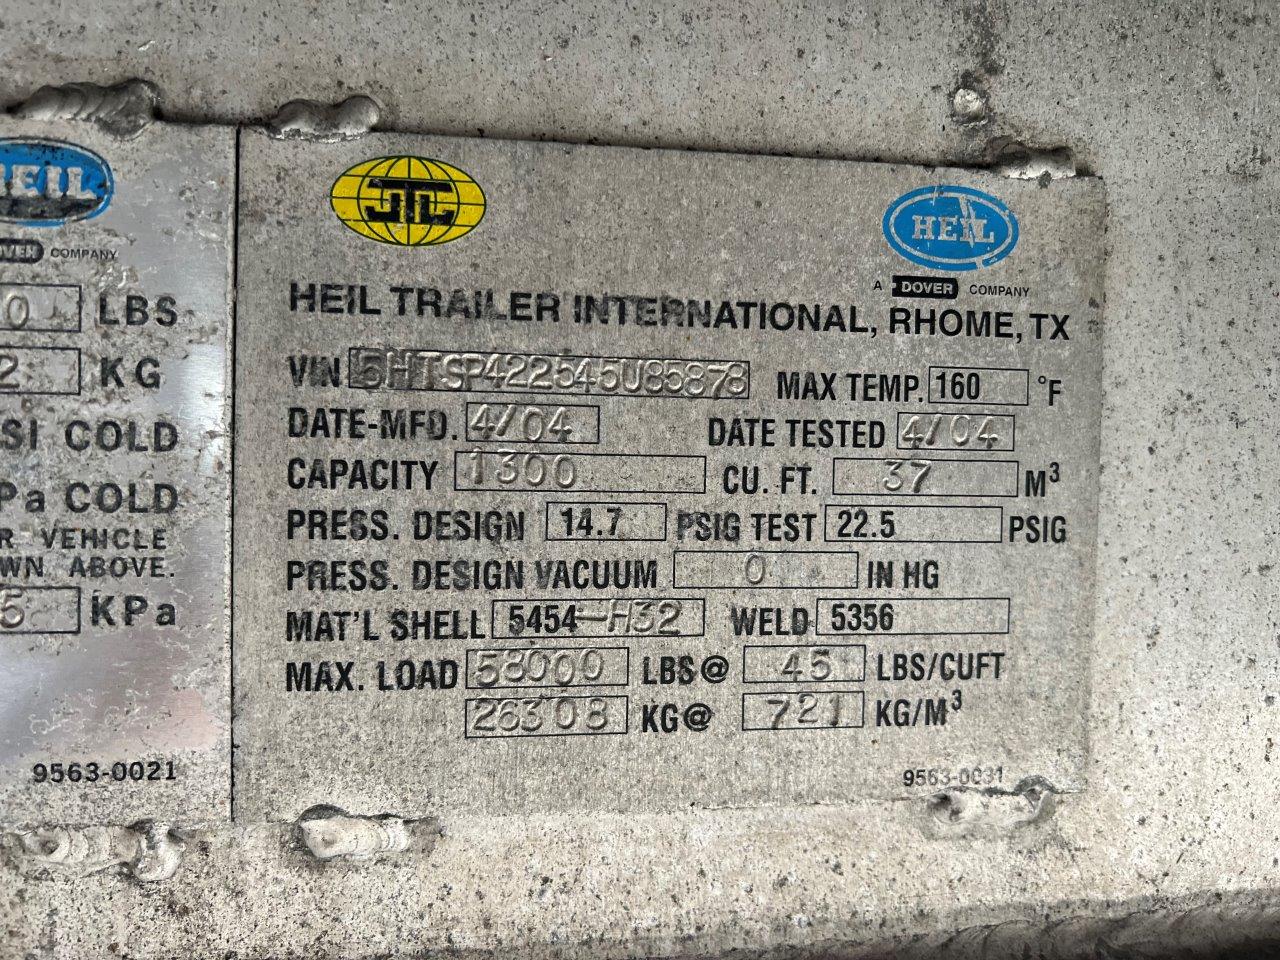 HEIL
COMPANY
0 LBS
2 KG
SI COLD
Pa COLD
R VEHICLE
WN ABOVE.
5 KPa
9563-0021
JTL
HEIL
A DOVER COMPANY
HEIL TRAILER INTERNATIONAL, RHOME, TX
VIN 5HTSP422545U85878 MAX TEMP. 160 °F
DATE-MFD. 4/04 DATE TESTED 4/04
CAPACITY 1300 CU. FT. 37 M³
PRESS. DESIGN 14.7 PSIG TEST 22.5 PSIG
PRESS. DESIGN VACUUM 0 IN HG
MAT'L SHELL 5454-H32 WELD 5356
MAX. LOAD 58000 LBS@ 45 LBS/CUFT
26308 KG@ 721 KG/M³
9563-0031